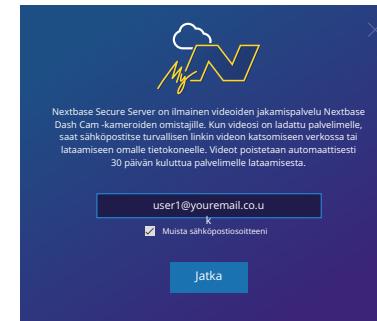 My N
Nextbase Secure Server on ilmainen videoiden jakamispalvelu Nextbase
Dash Cam -kameroiden omistajille. Kun videosi on ladattu palvelimelle,
saat sähköpostitse turvallisen linkin videon katsomiseen verkossa tai
lataamiseen omalle tietokoneelle. Videot poistetaan automaattisesti
30 päivän kuluttua palvelimelle lataamisesta.
user1@youremail.co.u
k
Muista sähköpostiosoitteeni
Jatka